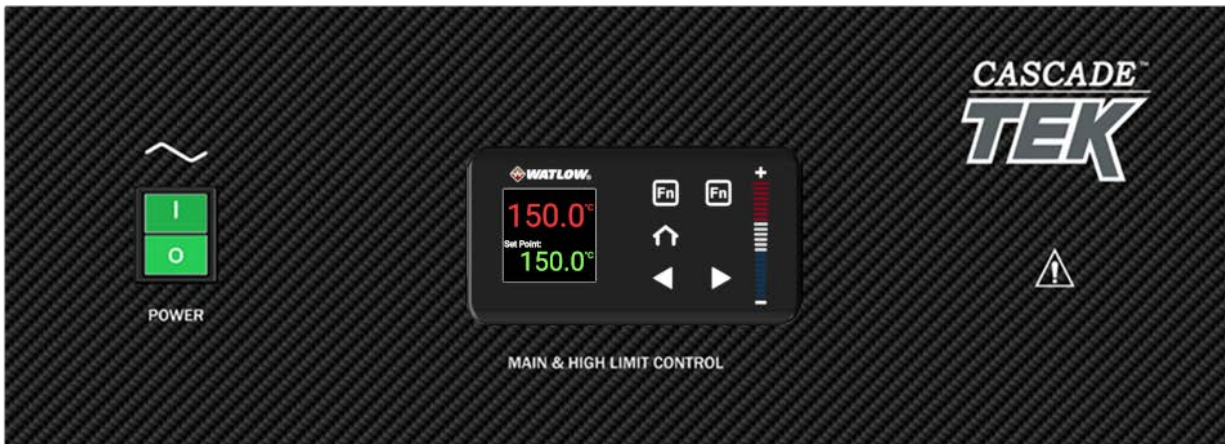 CASCADE™
TEK
WATLOW®
Fn Fn
+
150.0°C
Set Point:
150.0°C
−
I
O
POWER
MAIN & HIGH LIMIT CONTROL